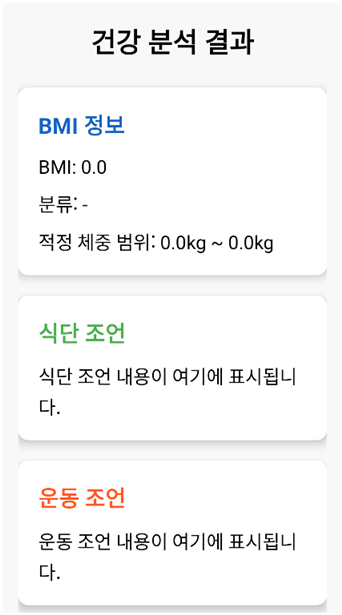 건강 분석 결과
BMI 정보
BMI: 0.0
분류: -
적정 체중 범위: 0.0kg ~ 0.0kg
식단 조언
식단 조언 내용이 여기에 표시됩니
다.
운동 조언
운동 조언 내용이 여기에 표시됩니
다.